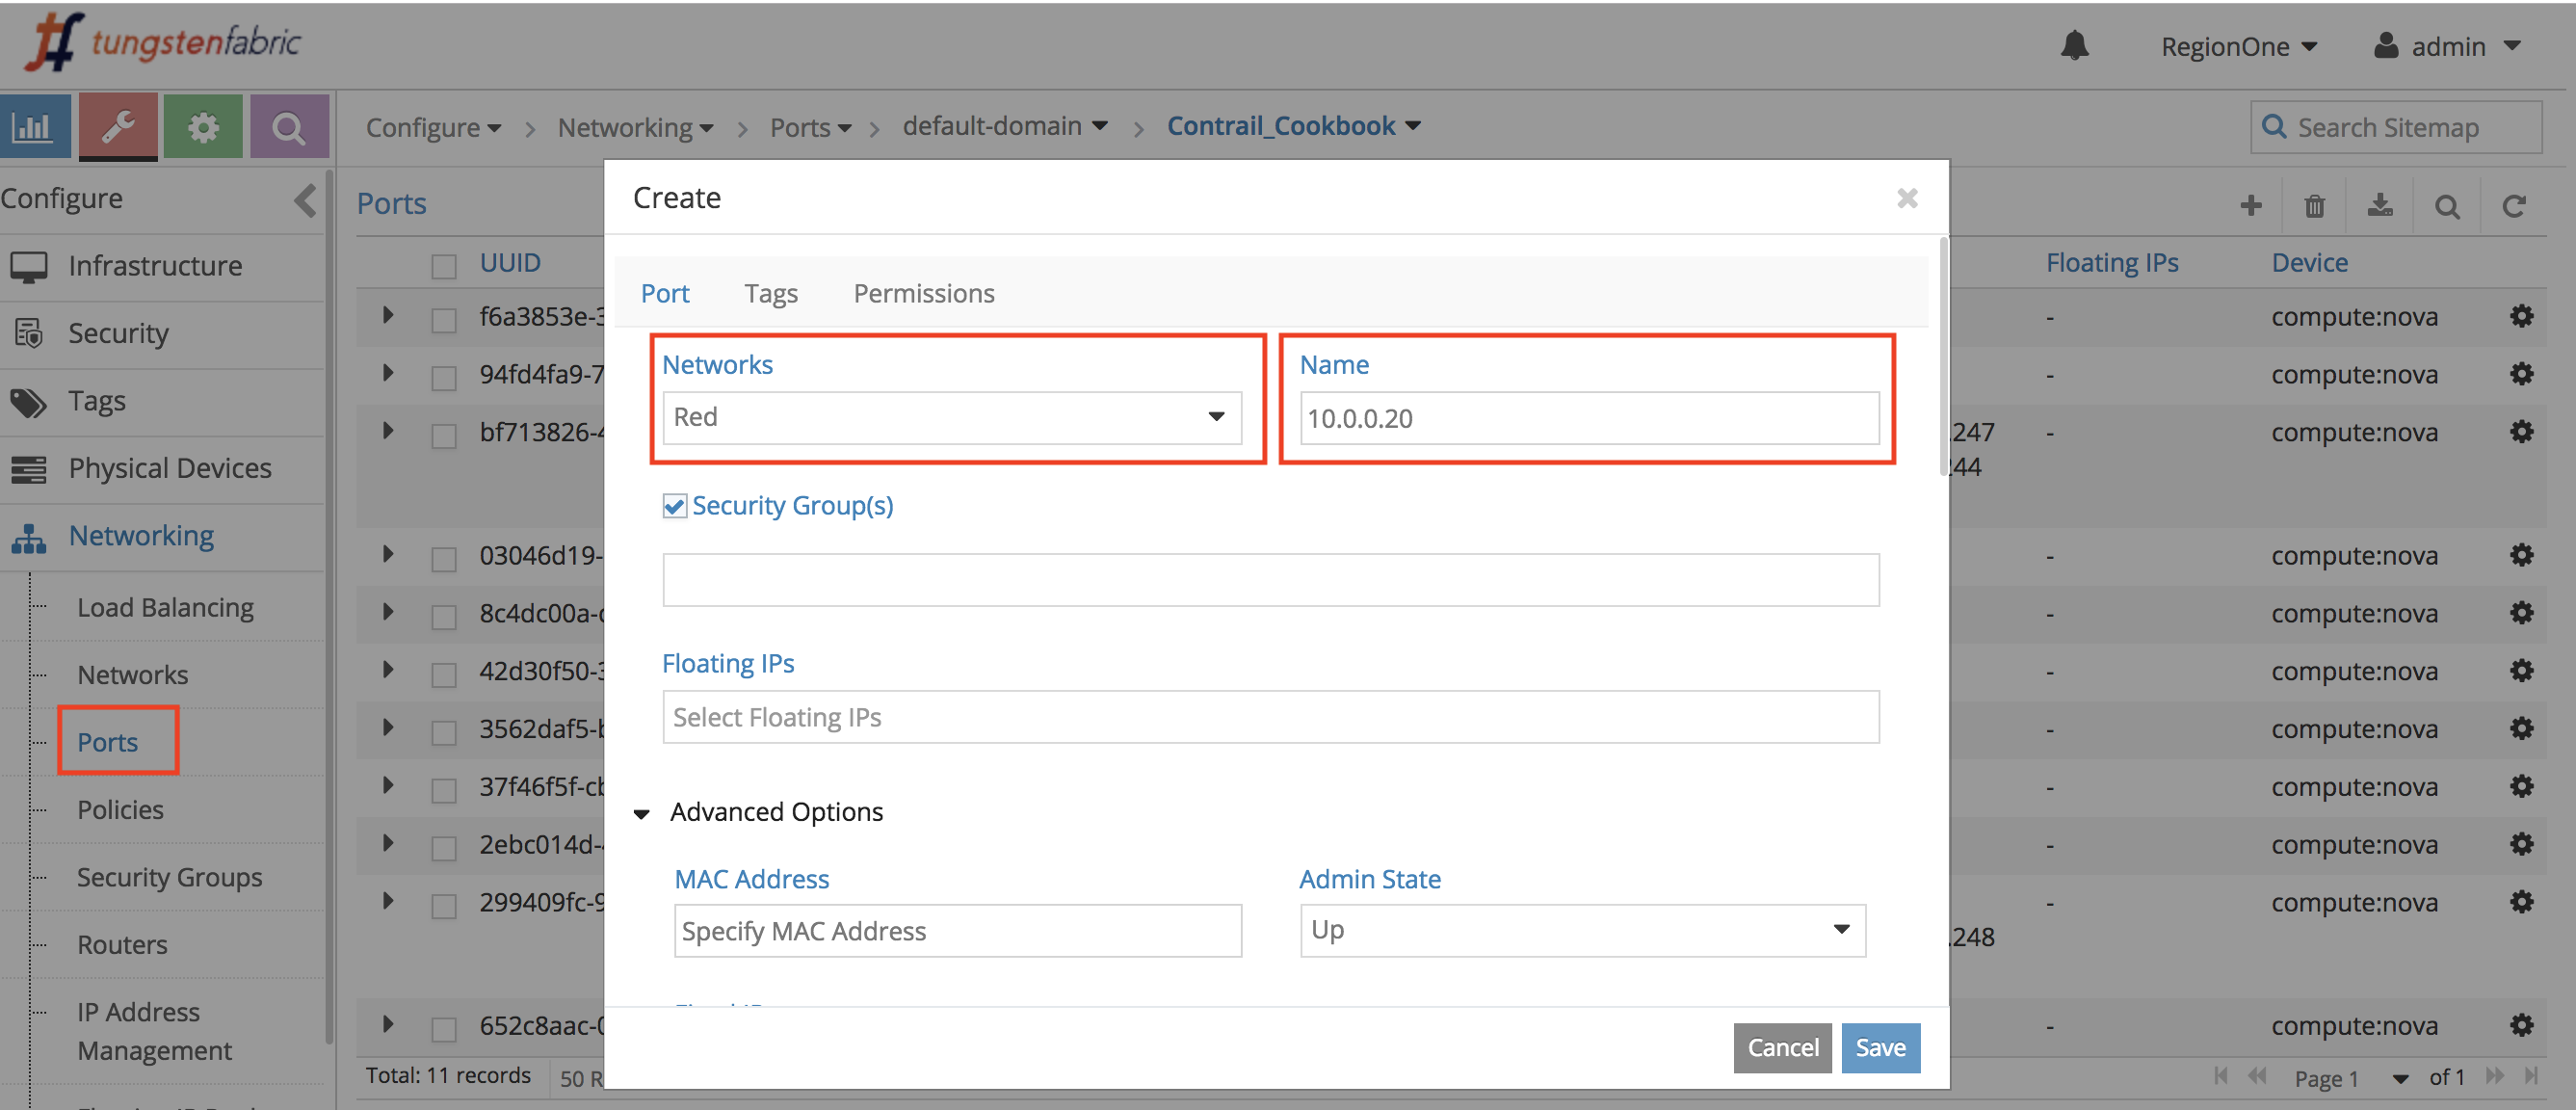 tungstenfabric
RegionOne
admin
Configure > Networking > Ports > default-domain > Contrail_Cookbook
Search Sitemap
Configure
Infrastructure
Security
Tags
Physical Devices
Networking
Load Balancing
Networks
Ports
Policies
Security Groups
Routers
IP Address
Management
Ports
UUID
Floating IPs
Device
f6a3853e-3
- compute:nova
94fd4fa9-7
- compute:nova
bf713826-4
.247 - compute:nova
244
03046d19-
- compute:nova
8c4dc00a-c
- compute:nova
42d30f50-3
- compute:nova
3562daf5-b
- compute:nova
37f46f5f-cb
- compute:nova
2ebc014d-4
- compute:nova
299409fc-9
- compute:nova
.248
652c8aac-0
- compute:nova
Total: 11 records
50 R
Page 1 of 1
Create
Port Tags Permissions
Networks
Red
Name
10.0.0.20
Security Group(s)
Floating IPs
Select Floating IPs
Advanced Options
MAC Address
Specify MAC Address
Admin State
Up
Cancel Save